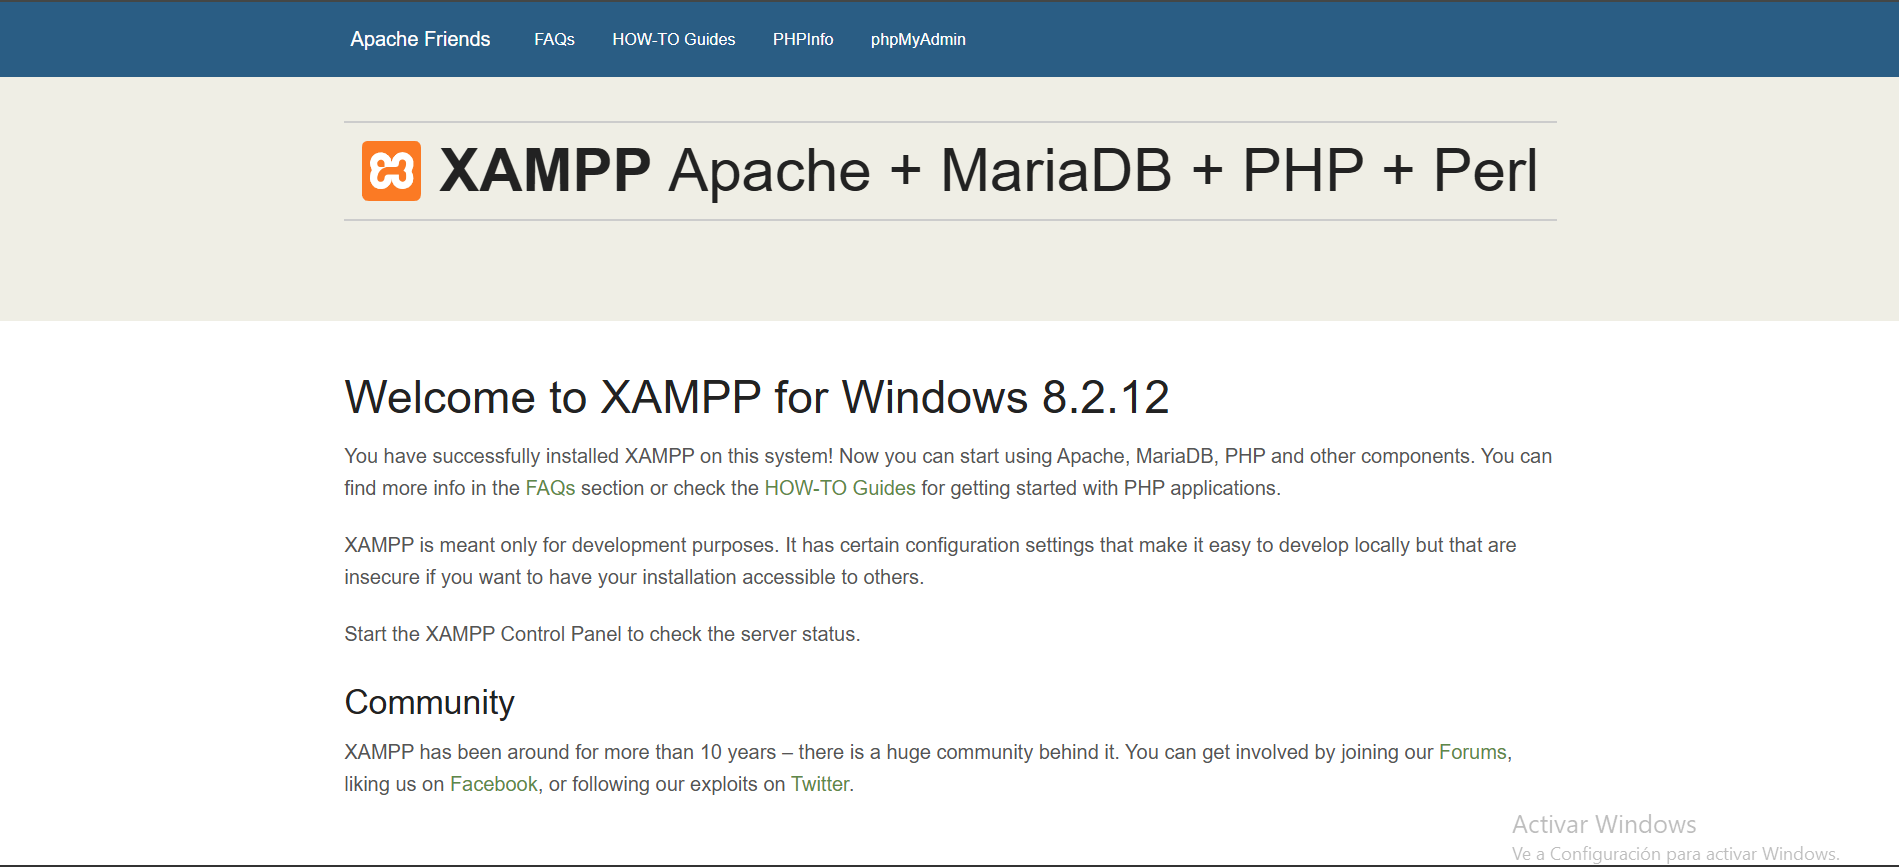 Apache Friends FAQs HOW-TO Guides PHPInfo phpMyAdmin
XAMPP Apache + MariaDB + PHP + Perl
Welcome to XAMPP for Windows 8.2.12
You have successfully installed XAMPP on this system! Now you can start using Apache, MariaDB, PHP and other components. You can
find more info in the FAQs section or check the HOW-TO Guides for getting started with PHP applications.
XAMPP is meant only for development purposes. It has certain configuration settings that make it easy to develop locally but that are
insecure if you want to have your installation accessible to others.
Start the XAMPP Control Panel to check the server status.
Community
XAMPP has been around for more than 10 years – there is a huge community behind it. You can get involved by joining our Forums,
liking us on Facebook, or following our exploits on Twitter.
Activar Windows
Ve a Configuración para activar Windows.